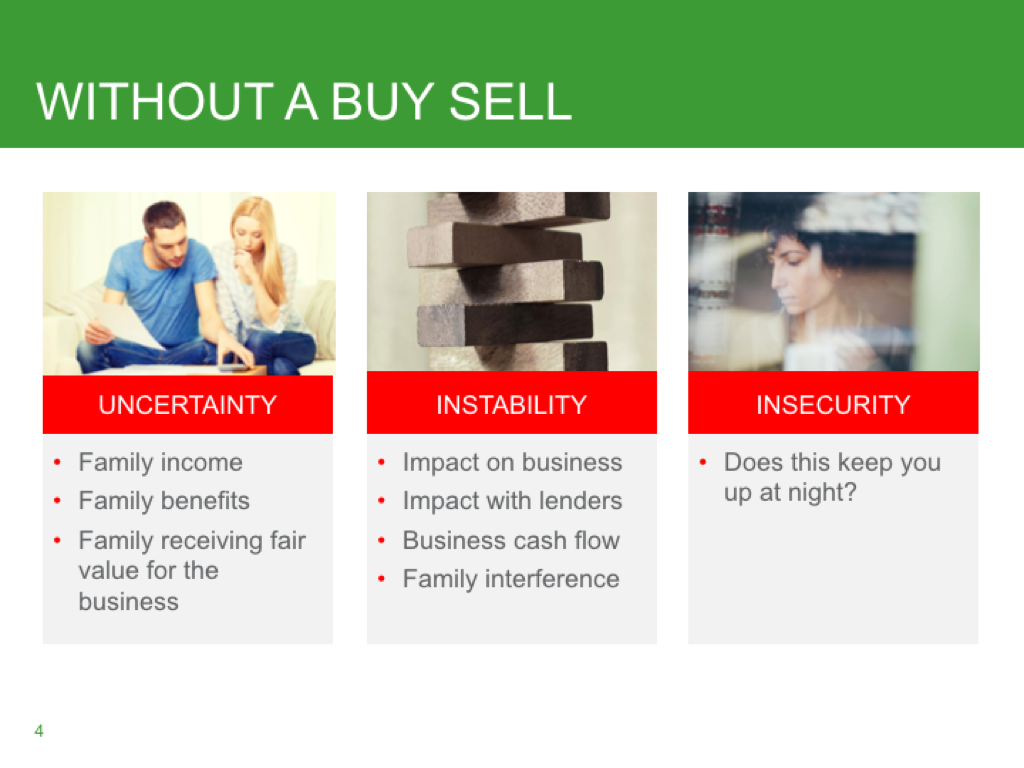 WITHOUT A BUY SELL
UNCERTAINTY
• Family income
• Family benefits
• Family receiving fair
value for the
business
INSTABILITY
• Impact on business
• Impact with lenders
• Business cash flow
• Family interference
INSECURITY
• Does this keep you
up at night?
4